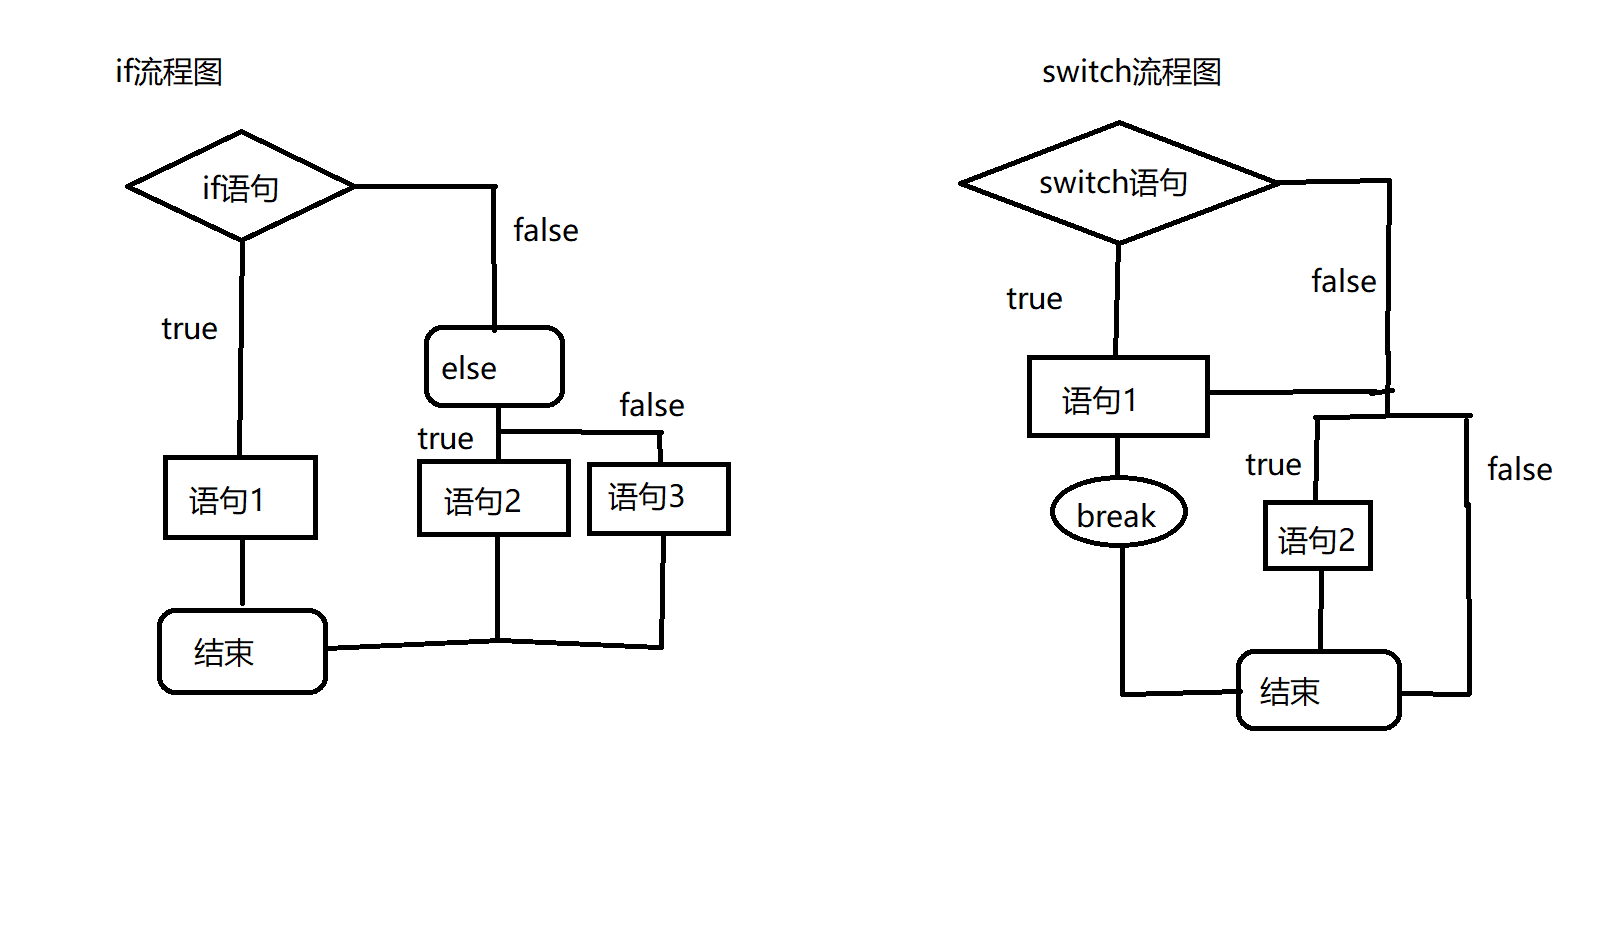 if流程图
if语句
false
true
else
false
true
语句1
语句2
语句3
结束
switch流程图
switch语句
false
true
语句1
true
false
break
语句2
结束